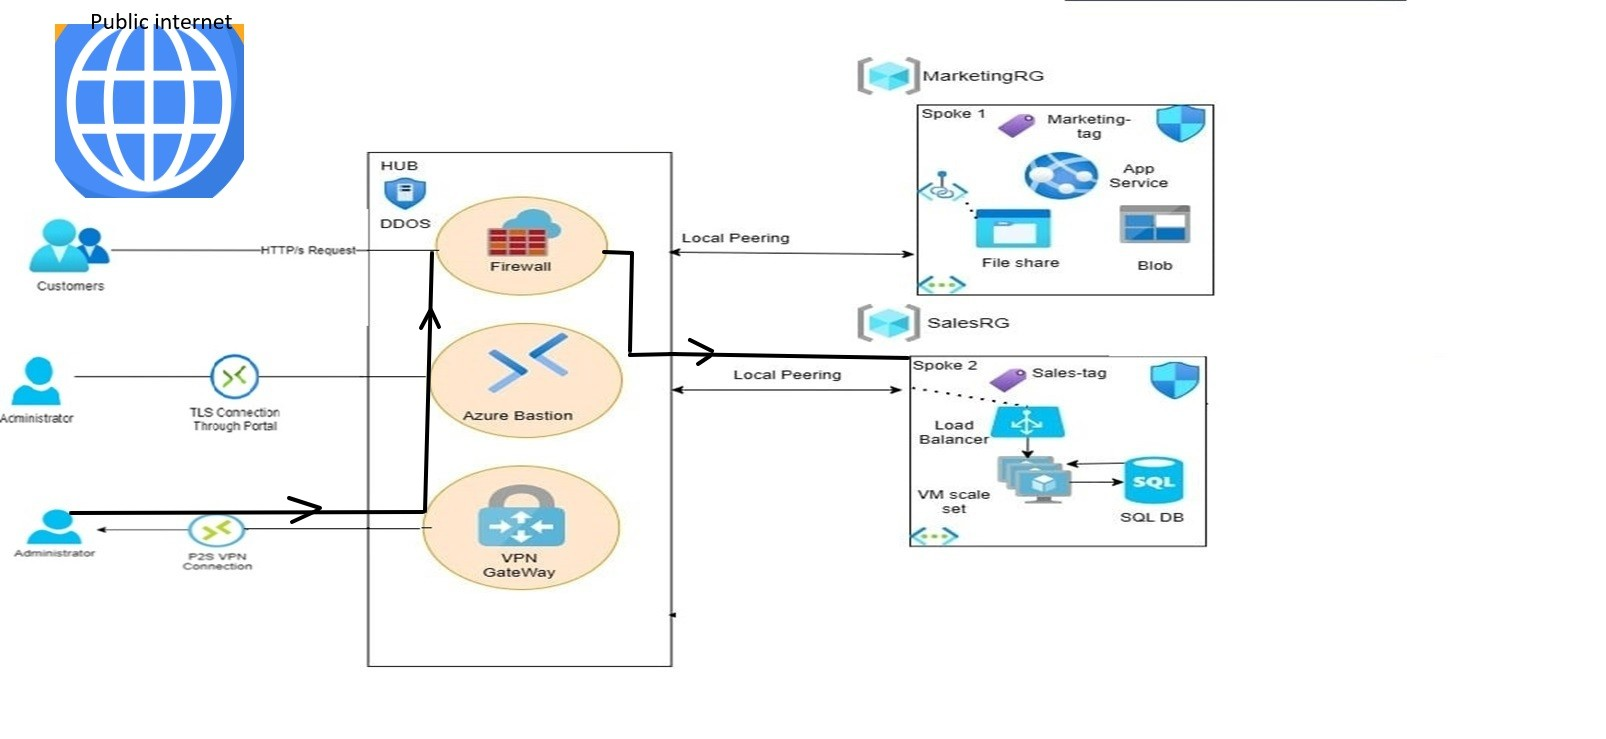 Public internet
MarketingRG
Spoke 1
Marketing-
tag
HUB
App
Service
DDOS
Local Peering
HTTP/s Request
Firewall
File share
Blob
Customers
SalesRG
Spoke 2
Sales-tag
Local Peering
Administrator
TLS Connection
Through Portal
Azure Bastion
Load
Balancer
SQL
VM scale
set
SQL DB
Administrator
P2S VPN
Connection
VPN
GateWay